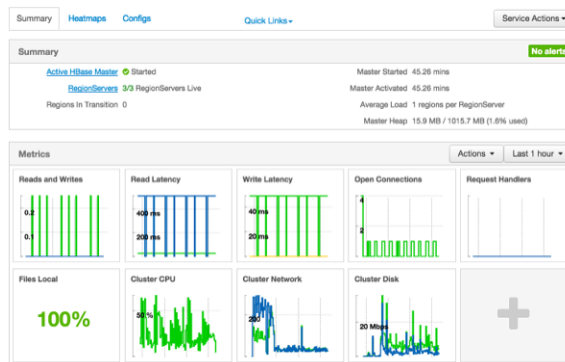 Summary Heatmaps Configs Quick Links Service Actions
Summary No alerts
Active HBase Master Started Master Started 45.26 mins
RegionServers 3/3 RegionServers Live Master Activated 45.26 mins
Regions In Transition 0 Average Load 1 regions per RegionServer
Master Heap 15.9 MB / 1015.7 MB (1.6% used)
Metrics Actions Last 1 hour
Reads and Writes Read Latency Write Latency Open Connections Request Handlers
4
0.2 400 ms 40 ms
2
0.1 200 ms 20 ms
Files Local Cluster CPU Cluster Network Cluster Disk
100% 50 % 20 Mbps